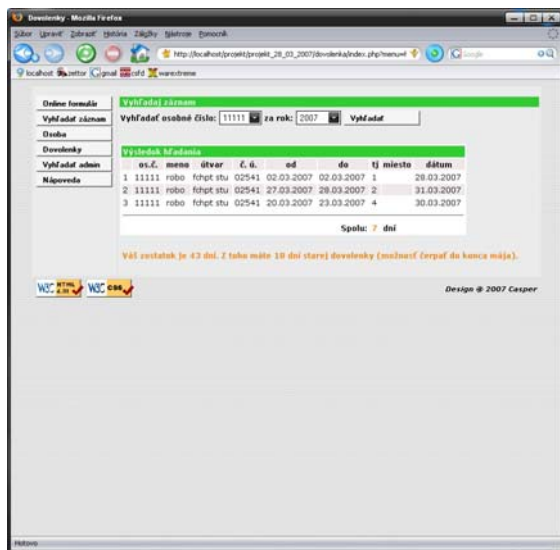 Dovolenky - Mozilla Firefox
Súbor Upraviť Zobraziť História Záložky Nástroje Pomocník
http://localhost/projekt/projekt_28_03_2007/dovolenka/index.php?menu=
Google
localhost zettor gmail csfd warextreme
Online formulár
Vyhľadať záznam
Osoba
Dovolenky
Vyhľadať admin
Nápoveda
Vyhľadaj záznam
Vyhľadať osobné číslo: 11111 za rok: 2007 Vyhľadať
Výsledok hľadania
os.č. meno útvar č. ú. od do tj miesto dátum
1 11111 robo fchpt stu 02541 02.03.2007 02.03.2007 1 28.03.2007
2 11111 robo fchpt stu 02541 27.03.2007 28.03.2007 2 31.03.2007
3 11111 robo fchpt stu 02541 20.03.2007 23.03.2007 4 30.03.2007
Spolu: 7 dní
Váš zostatok je 43 dní. Z toho máte 10 dní starej dovolenky (možnosť čerpať do konca mája).
W3C HTML 4.01
W3C CSS
Design @ 2007 Casper
Hotovo